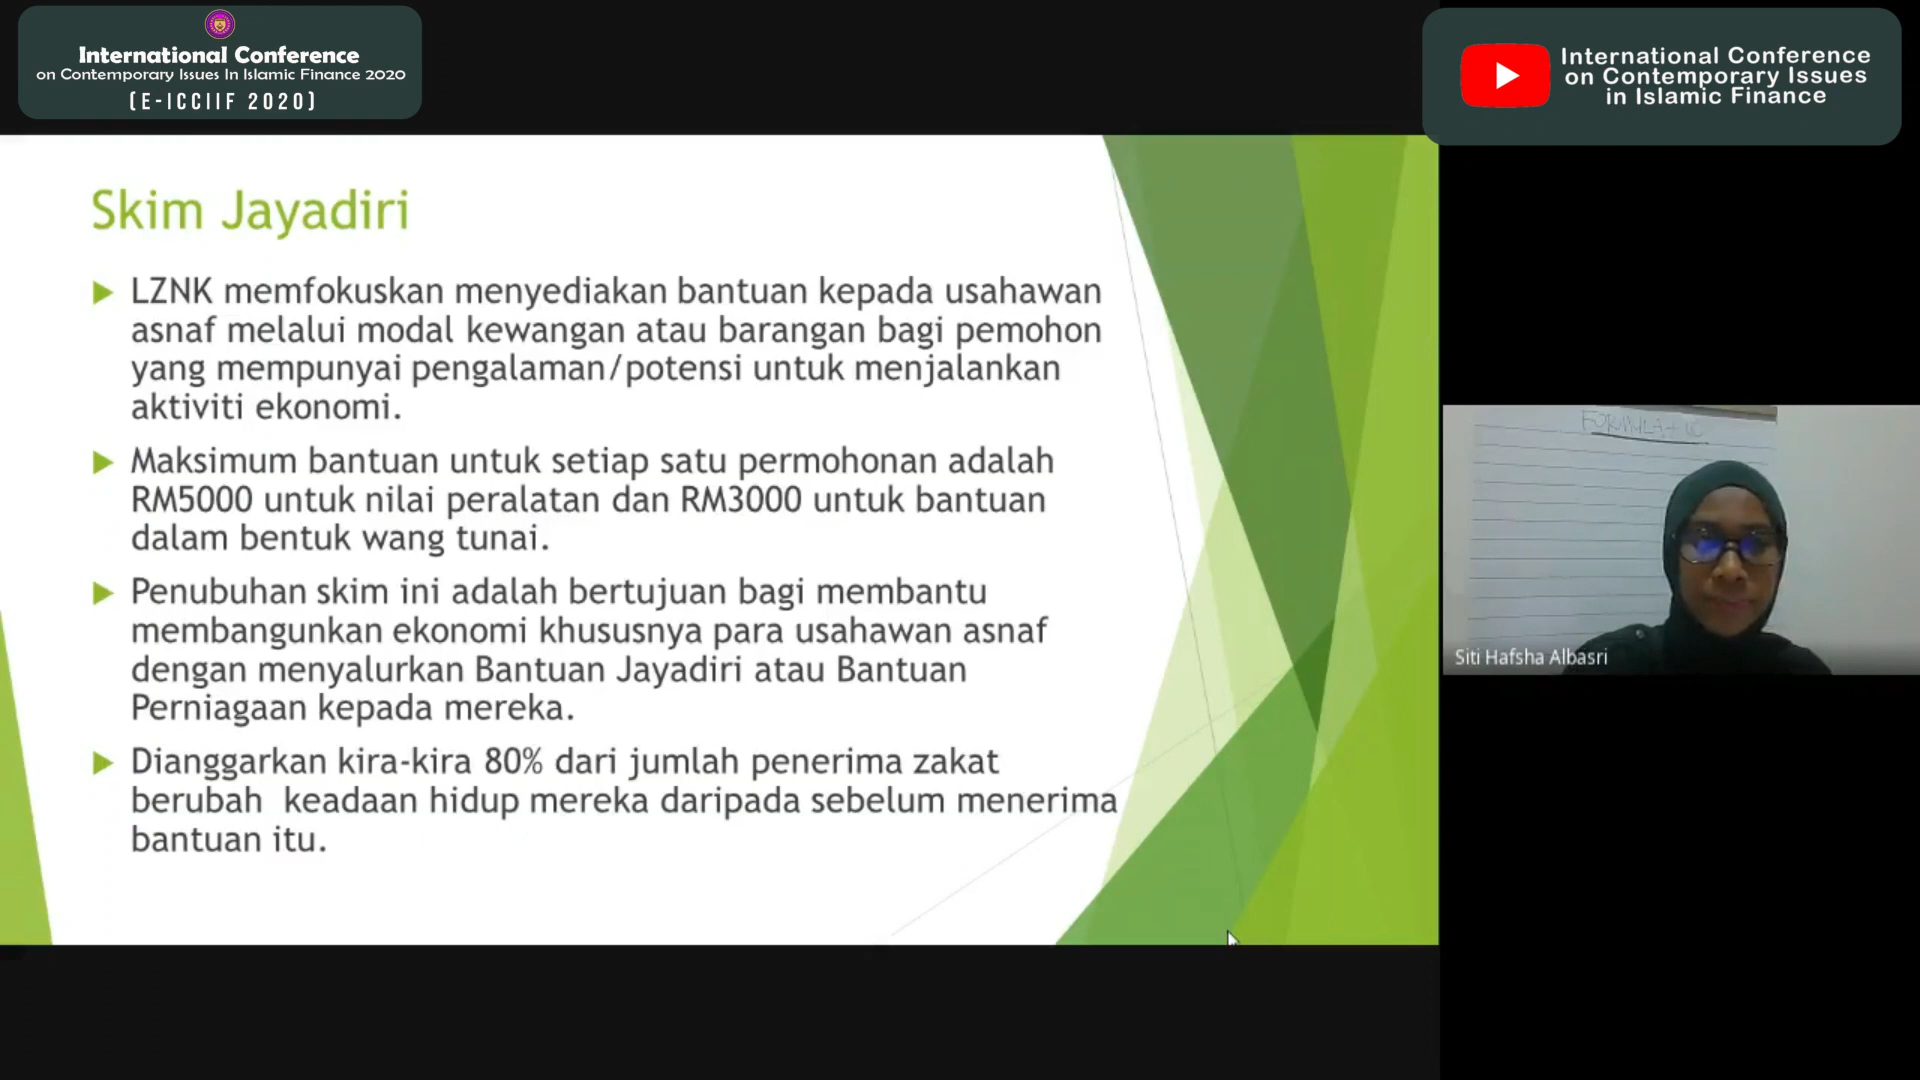 International Conference
on Contemporary Issues In Islamic Finance 2020
(E-ICCIIF 2020)
International Conference
on Contemporary Issues
in Islamic Finance
Skim Jayadiri
LZNK memfokuskan menyediakan bantuan kepada usahawan
asnaf melalui modal kewangan atau barangan bagi pemohon
yang mempunyai pengalaman/potensi untuk menjalankan
aktiviti ekonomi.
Maksimum bantuan untuk setiap satu permohonan adalah
RM5000 untuk nilai peralatan dan RM3000 untuk bantuan
dalam bentuk wang tunai.
Penubuhan skim ini adalah bertujuan bagi membantu
membangunkan ekonomi khususnya para usahawan asnaf
dengan menyalurkan Bantuan Jayadiri atau Bantuan
Perniagaan kepada mereka.
Dianggarkan kira-kira 80% dari jumlah penerima zakat
berubah  keadaan hidup mereka daripada sebelum menerima
bantuan itu.
Siti Hafsha Albasri